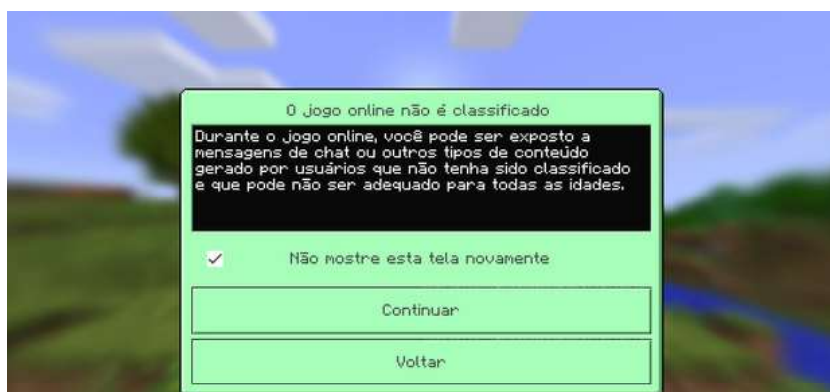 O jogo online não é classificado
Durante o jogo online, você pode ser exposto a
mensagens de chat ou outros tipos de conteúdo
gerado por usuários que não tenha sido classificado
e que pode não ser adequado para todas as idades.
Não mostre esta tela novamente
Continuar
Voltar